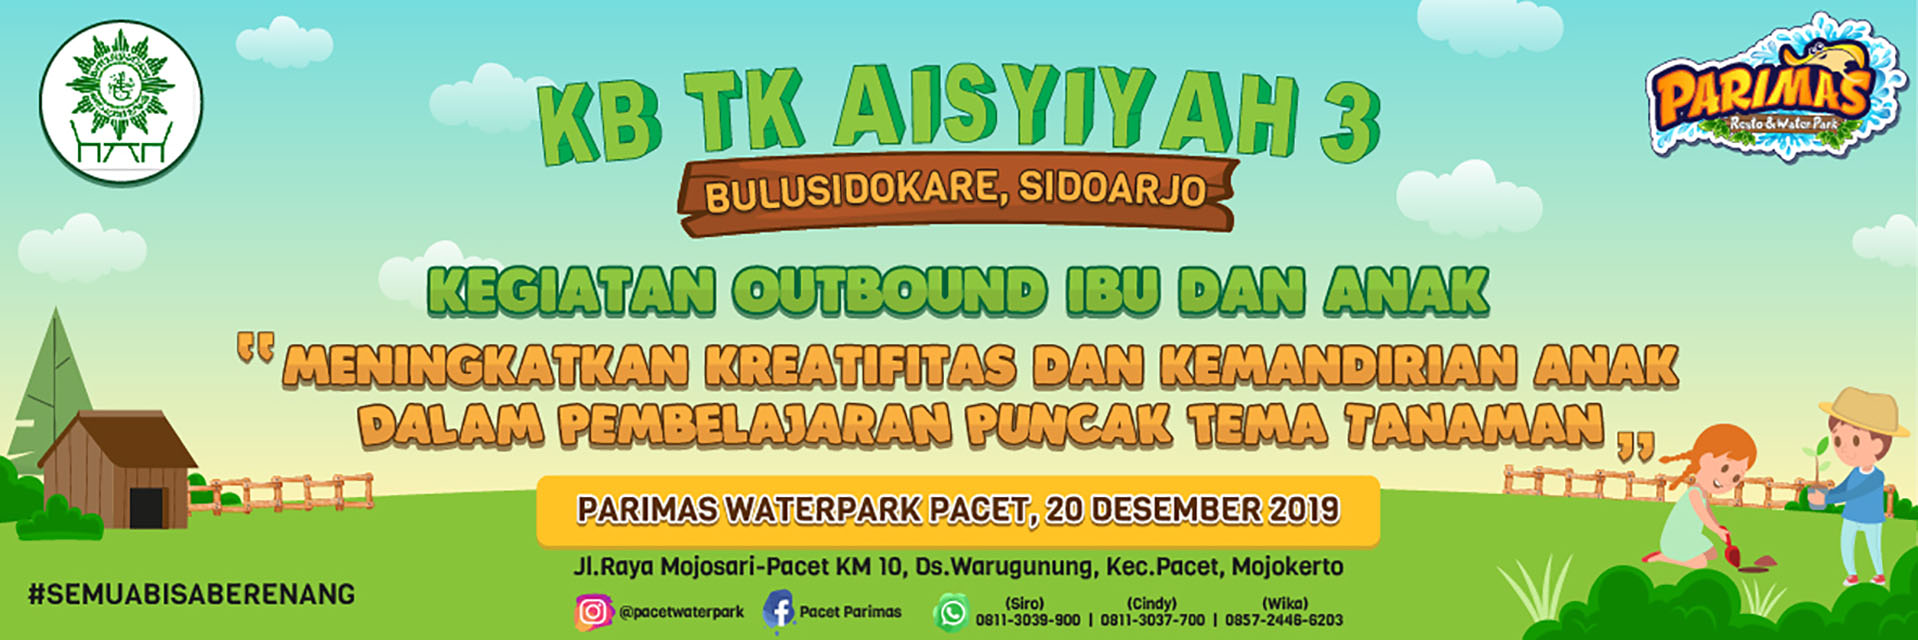 KB TK AISYIYAH 3
BULUSIDOKARE, SIDOARJO
PARIMAS
Resto & Water Park
KEGIATAN OUTBOUND IBU DAN ANAK
"MENINGKATKAN KREATIFITAS DAN KEMANDIRIAN ANAK
DALAM PEMBELAJARAN PUNCAK TEMA TANAMAN"
PARIMAS WATERPARK PACET, 20 DESEMBER 2019
Jl.Raya Mojosari-Pacet KM 10, Ds.Warugunung, Kec.Pacet, Mojokerto
#SEMUABISABERENANG
@pacetwaterpark
Pacet Parimas
(Siro) (Cindy) (Wika)
0811-3039-900 | 0811-3037-700 | 0857-2446-6203